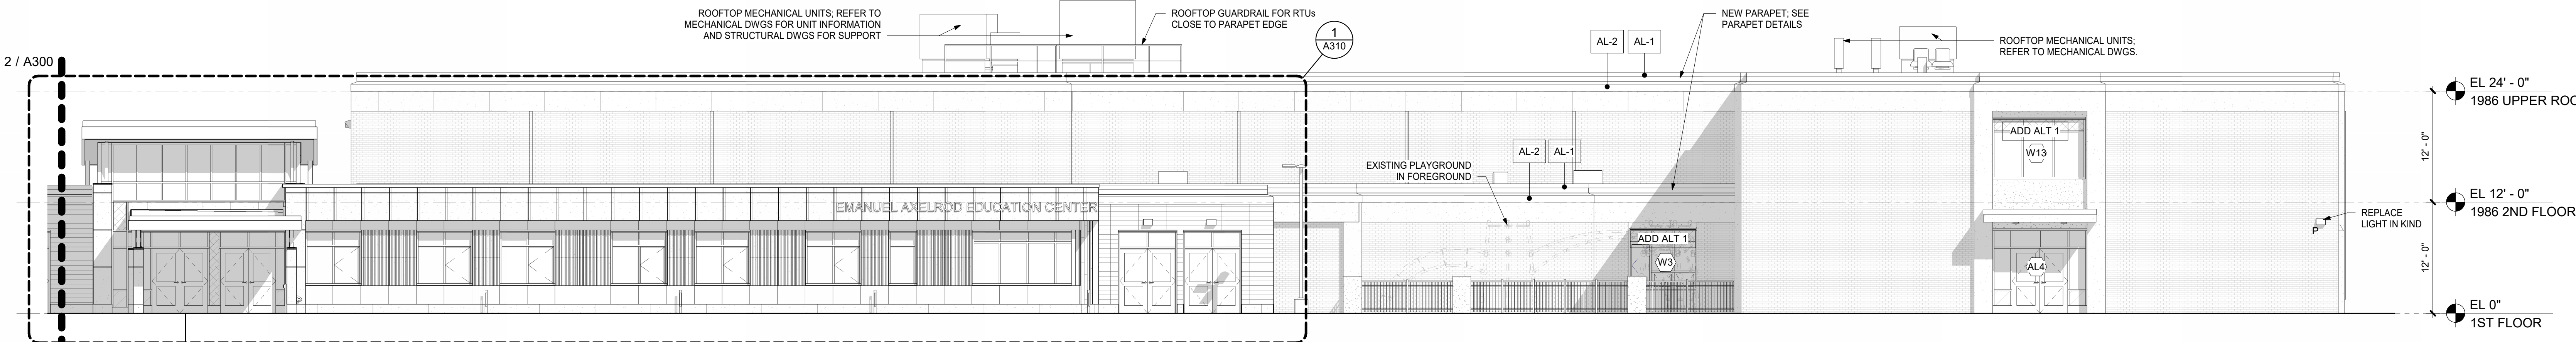 ROOFTOP MECHANICAL UNITS; REFER TO
MECHANICAL DWGS FOR UNIT INFORMATION
AND STRUCTURAL DWGS FOR SUPPORT
ROOFTOP GUARDRAIL FOR RTUs
CLOSE TO PARAPET EDGE
1
A310
AL-2
AL-1
NEW PARAPET; SEE
PARAPET DETAILS
ROOFTOP MECHANICAL UNITS;
REFER TO MECHANICAL DWGS.
2 / A300
EL 24' - 0"
1986 UPPER ROO
12' - 0"
ADD ALT 1
W13
AL-2
AL-1
EXISTING PLAYGROUND
IN FOREGROUND
EMANUEL AXELROD EDUCATION CENTER
EL 12' - 0"
1986 2ND FLOOR
REPLACE
LIGHT IN KIND
P
ADD ALT 1
W3
AL4
12' - 0"
EL 0"
1ST FLOOR